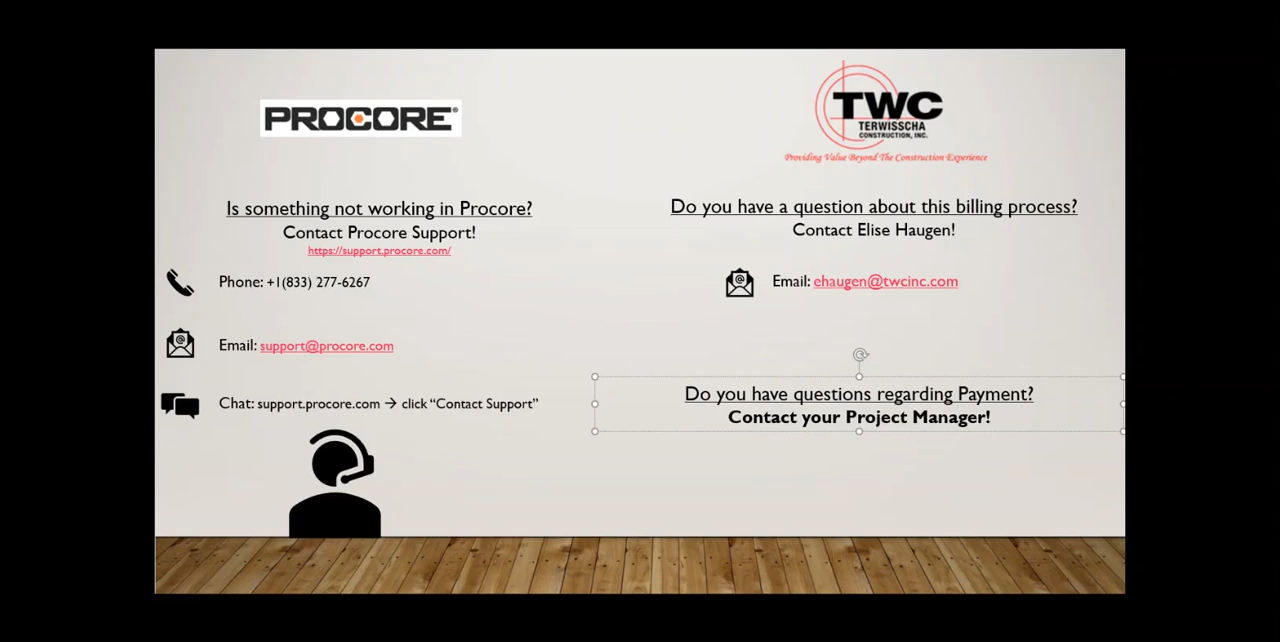 PROCORE®
Is something not working in Procore?
Contact Procore Support!
https://support.procore.com/
Phone: +1(833) 277-6267
Email: support@procore.com
Chat: support.procore.com → click “Contact Support”
TWC
TERWISSCHA
CONSTRUCTION, INC.
Providing Value Beyond The Construction Experience
Do you have a question about this billing process?
Contact Elise Haugen!
Email: ehaugen@twcinc.com
Do you have questions regarding Payment?
Contact your Project Manager!